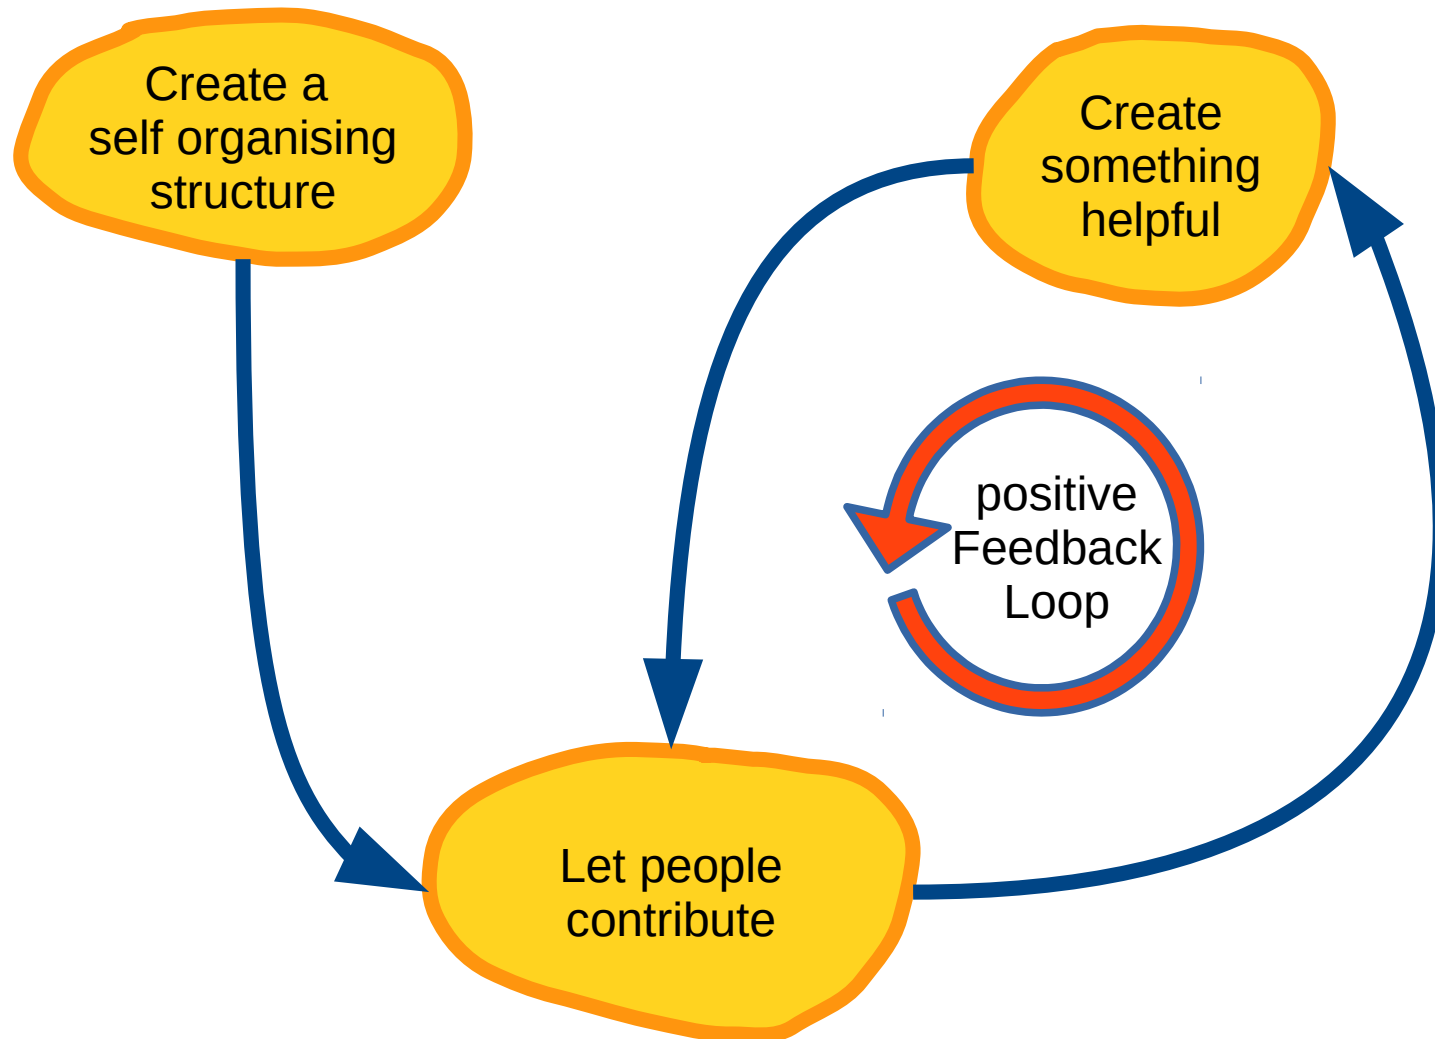 Create a
self organising
structure
Create
something
helpful
positive
Feedback
Loop
Let people
contribute